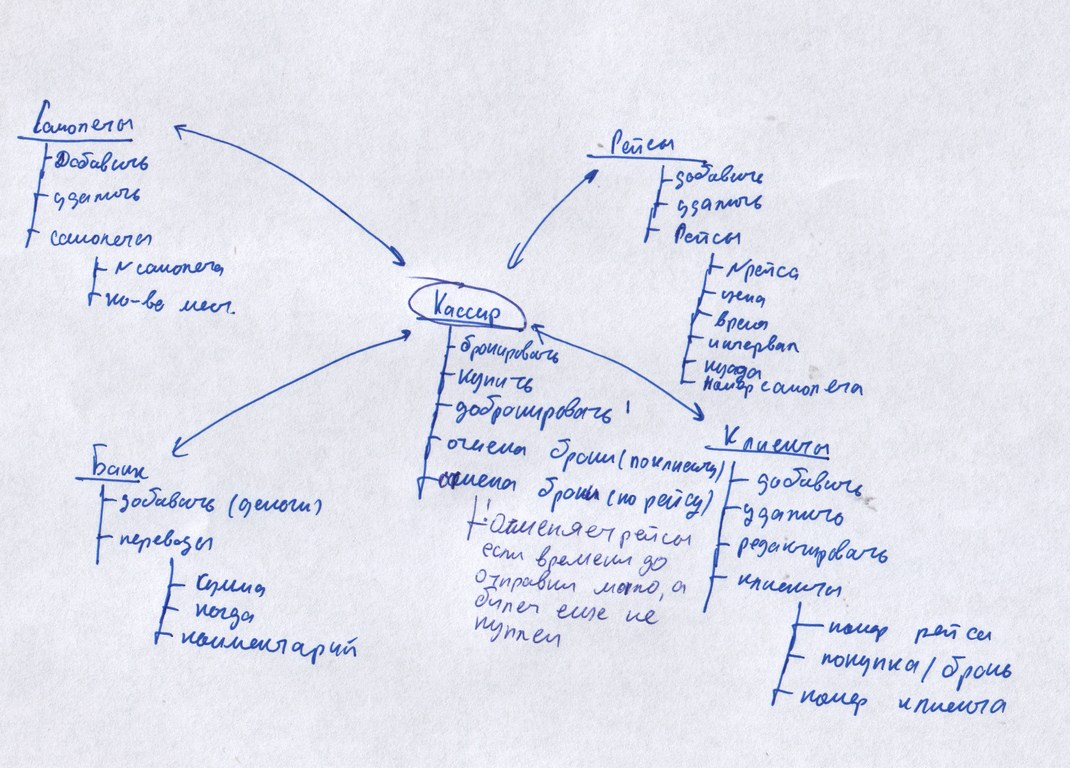 Самолеты
Добавить
удалить
самолеты
N самолета
ко-во мест.
Рейсы
добавить
удалить
Рейсы
Nрейса
цена
время
интервал
куда
номер самолета
Кассир
бронировать
купить
добронировать !
отмена брони (по клиенту)
отмена брони (по рейсу)
! Отменяет рейсы
если времени до
отправки мало, а
билет еще не
куплен
Банк
добавить (деньги)
переводы
сумма
когда
комментарий
Клиенты
добавить
удалить
редактировать
клиенты
номер рейса
покупка / бронь
номер клиента